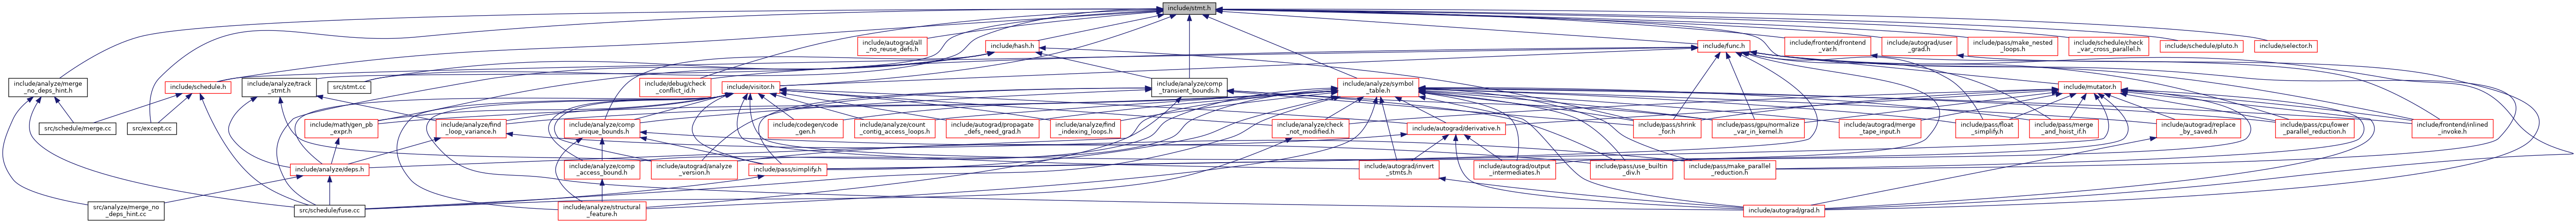 include/stmt.h
include/autograd/all
_no_reuse_defs.h
include/hash.h
include/func.h
include/frontend/frontend
_var.h
include/autograd/user
_grad.h
include/pass/make_nested
_loops.h
include/schedule/check
_var_cross_parallel.h
include/schedule/pluto.h
include/selector.h
include/analyze/merge
_no_deps_hint.h
include/schedule.h
include/analyze/track
_stmt.h
src/stmt.cc
include/debug/check
_conflict_id.h
include/visitor.h
include/analyze/comp
_transient_bounds.h
include/analyze/symbol
_table.h
include/mutator.h
src/schedule/merge.cc
src/except.cc
include/math/gen_pb
_expr.h
include/analyze/find
_loop_variance.h
include/analyze/comp
_unique_bounds.h
include/codegen/code
_gen.h
include/analyze/count
_contig_access_loops.h
include/autograd/propagate
_defs_need_grad.h
include/analyze/find
_indexing_loops.h
include/analyze/check
_not_modified.h
include/autograd/derivative.h
include/pass/shrink
_for.h
include/pass/gpu/normalize
_var_in_kernel.h
include/autograd/merge
_tape_input.h
include/pass/float
_simplify.h
include/pass/merge
_and_hoist_if.h
include/autograd/replace
_by_saved.h
include/pass/cpu/lower
_parallel_reduction.h
include/frontend/inlined
_invoke.h
include/analyze/deps.h
include/analyze/comp
_access_bound.h
include/autograd/analyze
_version.h
include/pass/simplify.h
include/autograd/invert
_stmts.h
include/autograd/output
_intermediates.h
include/pass/use_builtin
_div.h
include/pass/make_parallel
_reduction.h
src/analyze/merge_no
_deps_hint.cc
src/schedule/fuse.cc
include/analyze/structural
_feature.h
include/autograd/grad.h